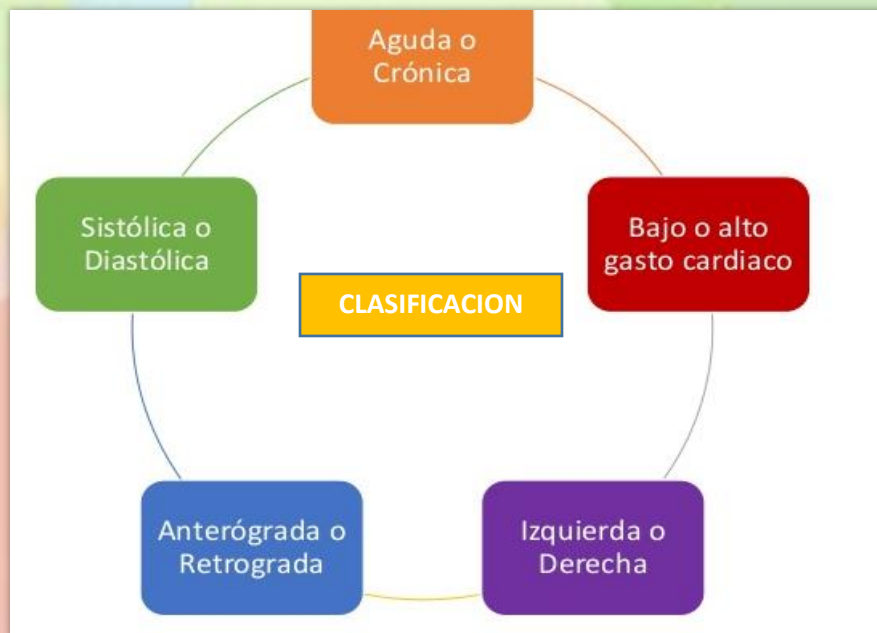 Aguda o
Crónica
Sistólica o
Diastólica
Bajo o alto
gasto cardiaco
CLASIFICACION
Anterógrada o
Retrograda
Izquierda o
Derecha